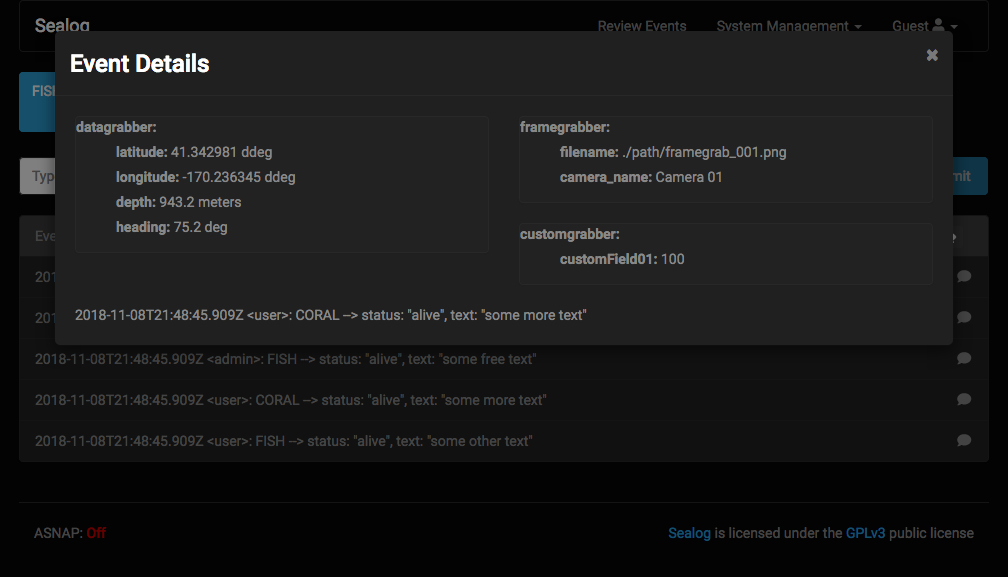 Sealog
Review Events System Management Guest
Event Details
FISH
datagrabber:
latitude: 41.342981 ddeg
longitude: -170.236345 ddeg
depth: 943.2 meters
heading: 75.2 deg
framegrabber:
filename: ./path/framegrab_001.png
camera_name: Camera 01
customgrabber:
customField01: 100
Typ
mit
Eve
201
201
2018-11-08T21:48:45.909Z <user>: CORAL --> status: "alive", text: "some more text"
2018-11-08T21:48:45.909Z <admin>: FISH --> status: "alive", text: "some free text"
2018-11-08T21:48:45.909Z <user>: CORAL --> status: "alive", text: "some more text"
2018-11-08T21:48:45.909Z <user>: FISH --> status: "alive", text: "some other text"
ASNAP: Off
Sealog is licensed under the GPLv3 public license